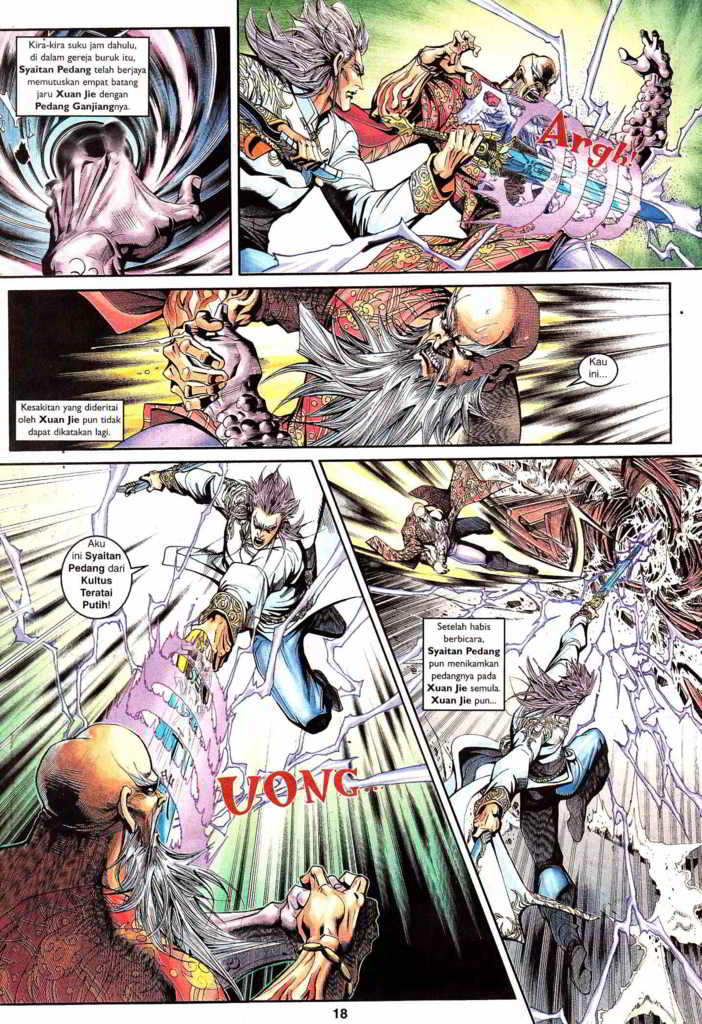 Kira-kira suku jam dahulu,
di dalam gereja buruk itu,
Syaitan Pedang telah berjaya
memutuskan empat batang
jaru Xuan Jie dengan
Pedang Ganjiangnya.
Argh!
Kau
ini...
Kesakitan yang dideritai
oleh Xuan Jie pun tidak
dapat dikatakan lagi.
Aku
ini Syaitan
Pedang dari
Kultus
Teratai
Putih!
UONG...
Setelah habis
berbicara,
Syaitan Pedang
pun menikamkan
pedangnya pada
Xuan Jie semula.
Xuan Jie pun...
18